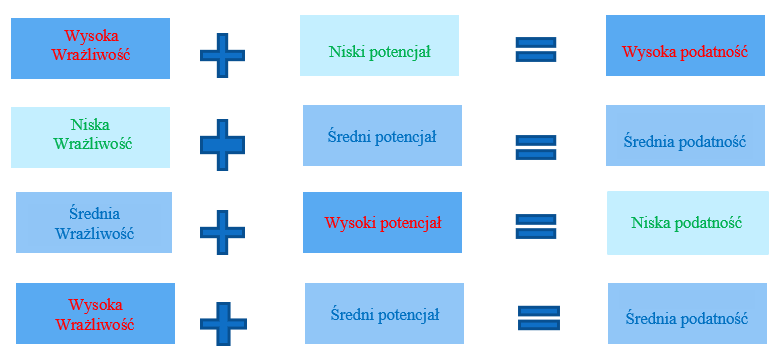 Wysoka
Wrażliwość
Niski potencjał
Wysoka podatność
Niska
Wrażliwość
Średni potencjał
Średnia podatność
Średnia
Wrażliwość
Wysoki potencjał
Niska podatność
Wysoka
Wrażliwość
Średni potencjał
Średnia podatność